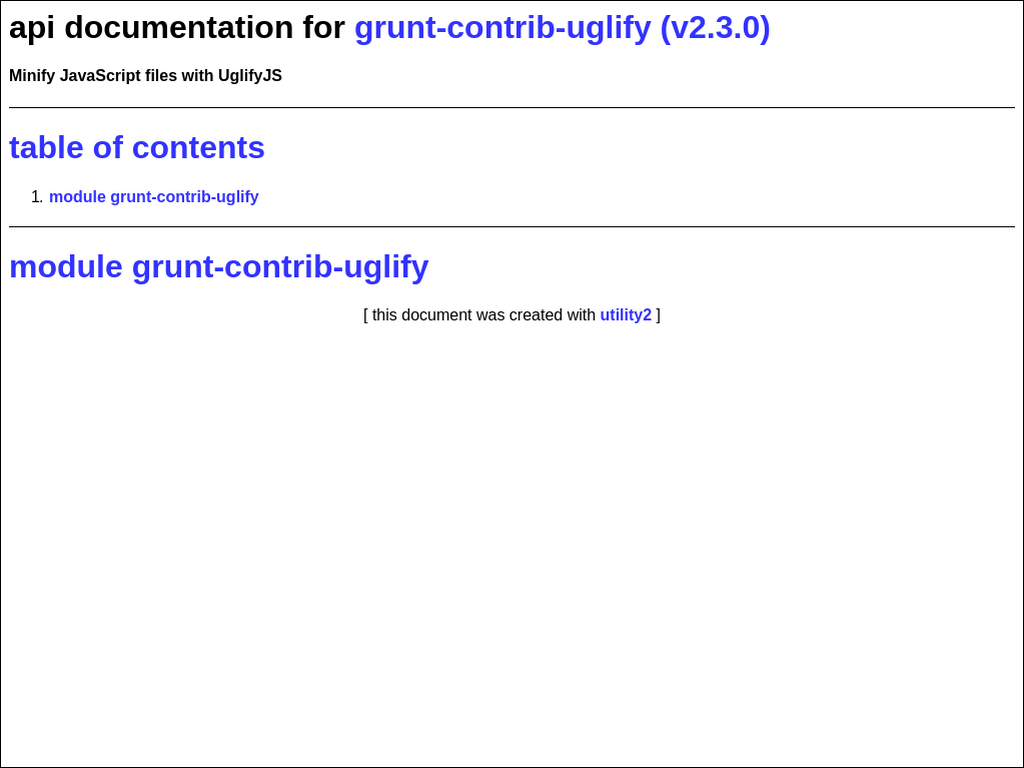 api documentation for grunt-contrib-uglify (v2.3.0)
Minify JavaScript files with UglifyJS
table of contents
1. module grunt-contrib-uglify
module grunt-contrib-uglify
[ this document was created with utility2 ]